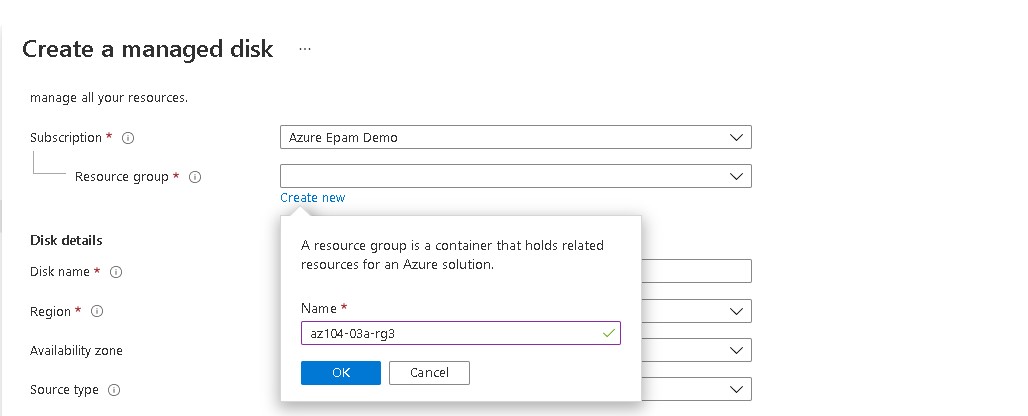 Create a managed disk ...
manage all your resources.
Subscription *
Azure Epam Demo
Resource group *
Create new
A resource group is a container that holds related
resources for an Azure solution.
Name *
az104-03a-rg3
OK Cancel
Disk details
Disk name *
Region *
Availability zone
Source type